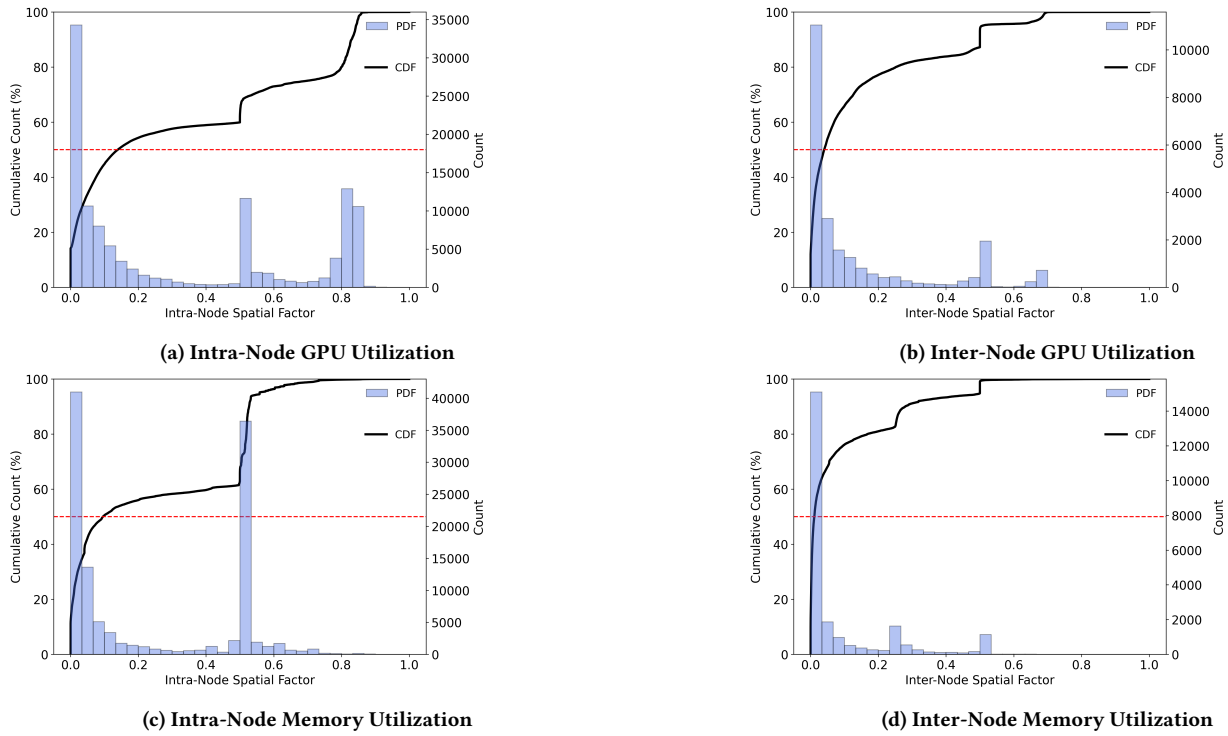 100
80
60
40
20
0
Cumulative Count (%)
35000
30000
25000
20000
15000
10000
5000
0
Count
PDF
CDF
0.0 0.2 0.4 0.6 0.8 1.0
Intra-Node Spatial Factor
(a) Intra-Node GPU Utilization
100
80
60
40
20
0
Cumulative Count (%)
10000
8000
6000
4000
2000
0
Count
PDF
CDF
0.0 0.2 0.4 0.6 0.8 1.0
Inter-Node Spatial Factor
(b) Inter-Node GPU Utilization
100
80
60
40
20
0
Cumulative Count (%)
40000
35000
30000
25000
20000
15000
10000
5000
0
Count
PDF
CDF
0.0 0.2 0.4 0.6 0.8 1.0
Intra-Node Spatial Factor
(c) Intra-Node Memory Utilization
100
80
60
40
20
0
Cumulative Count (%)
14000
12000
10000
8000
6000
4000
2000
0
Count
PDF
CDF
0.0 0.2 0.4 0.6 0.8 1.0
Inter-Node Spatial Factor
(d) Inter-Node Memory Utilization